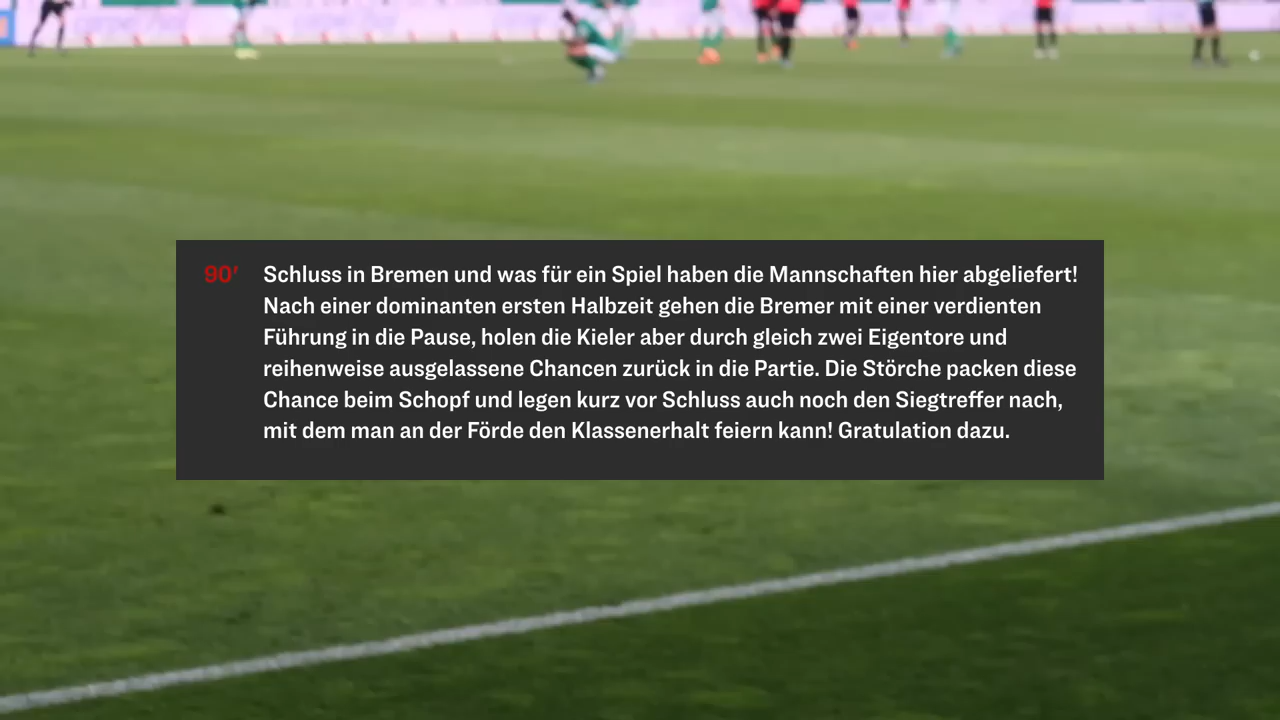 90’ Schluss in Bremen und was für ein Spiel haben die Mannschaften hier abgeliefert!
Nach einer dominanten ersten Halbzeit gehen die Bremer mit einer verdienten
Führung in die Pause, holen die Kieler aber durch gleich zwei Eigentore und
reihenweise ausgelassene Chancen zurück in die Partie. Die Störche packen diese
Chance beim Schopf und legen kurz vor Schluss auch noch den Siegtreffer nach,
mit dem man an der Förde den Klassenerhalt feiern kann! Gratulation dazu.